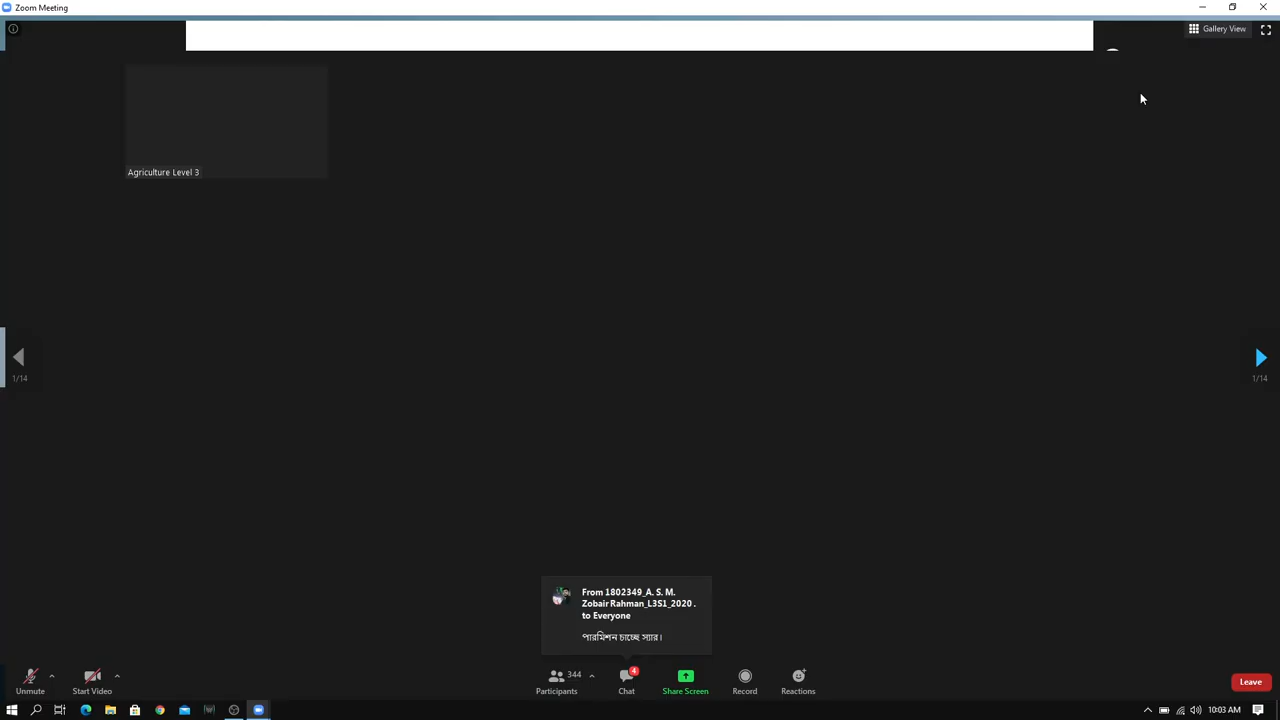 Zoom Meeting
Gallery View
Agriculture Level 3
1/14
1/14
From 1802349_A. S. M.
Zobair Rahman_L3S1_2020 .
to Everyone
পারমিশন চাচ্ছে স্যার।
Unmute
Start Video
344
Participants
4
Chat
Share Screen
Record
Reactions
Leave
10:03 AM